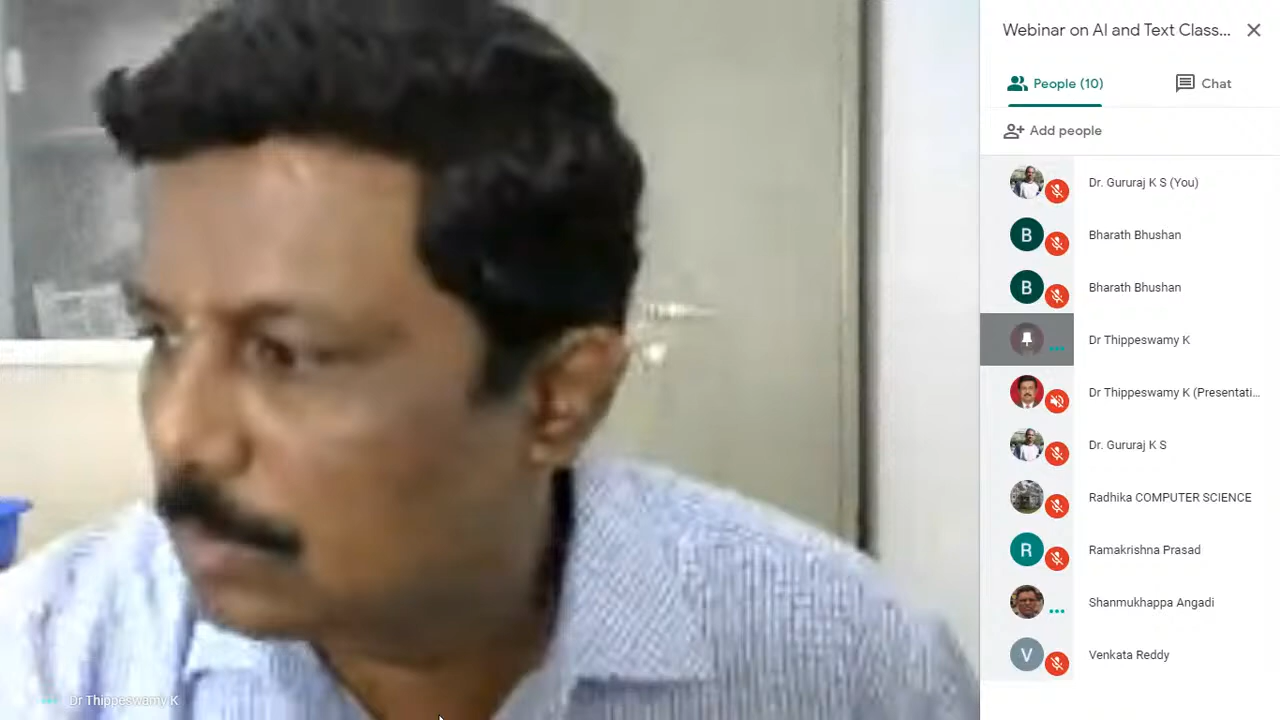 Webinar on AI and Text Class...
People (10)
Chat
Add people
Dr. Gururaj K S (You)
B
Bharath Bhushan
B
Bharath Bhushan
Dr Thippeswamy K
Dr Thippeswamy K (Presentati...
Dr. Gururaj K S
Radhika COMPUTER SCIENCE
R
Ramakrishna Prasad
Shanmukhappa Angadi
V
Venkata Reddy
Dr Thippeswamy K